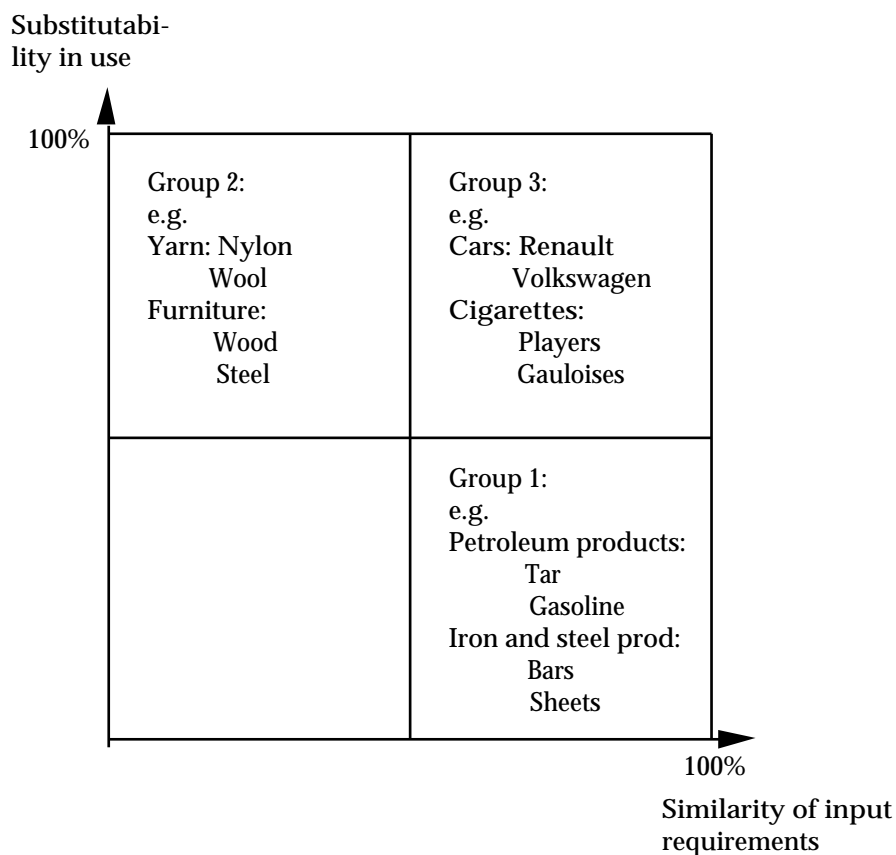 Substitutabi-
lity in use
100%
Group 2:
e.g.
Yarn: Nylon
Wool
Furniture:
Wood
Steel
Group 3:
e.g.
Cars: Renault
Volkswagen
Cigarettes:
Players
Gauloises
Group 1:
e.g.
Petroleum products:
Tar
Gasoline
Iron and steel prod:
Bars
Sheets
100%
Similarity of input
requirements